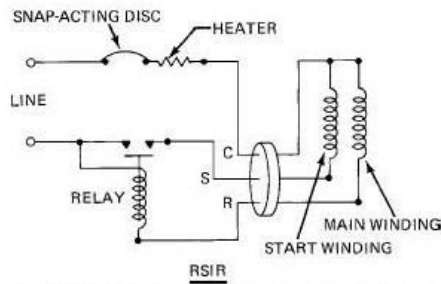 SNAP-ACTING DISC
HEATER
LINE
C
S
R
RELAY
MAIN WINDING
START WINDING
RSIR